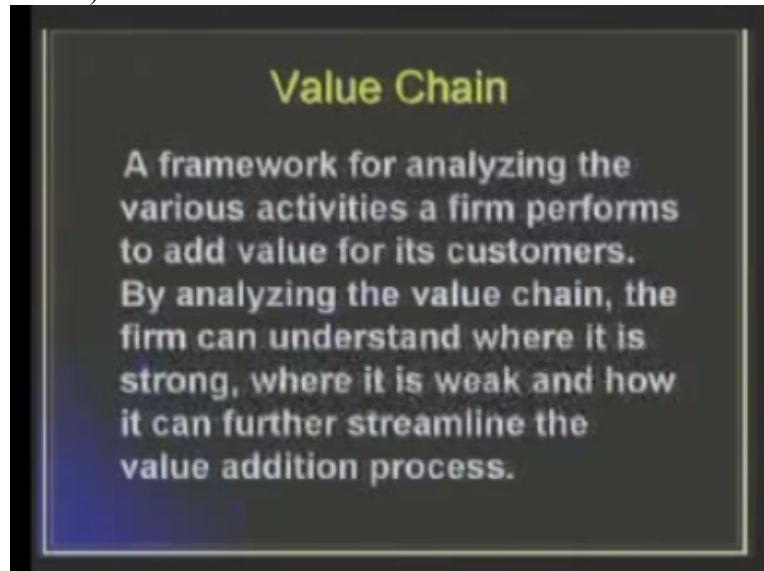 Value Chain
A framework for analyzing the
various activities a firm performs
to add value for its customers.
By analyzing the value chain, the
firm can understand where it is
strong, where it is weak and how
it can further streamline the
value addition process.